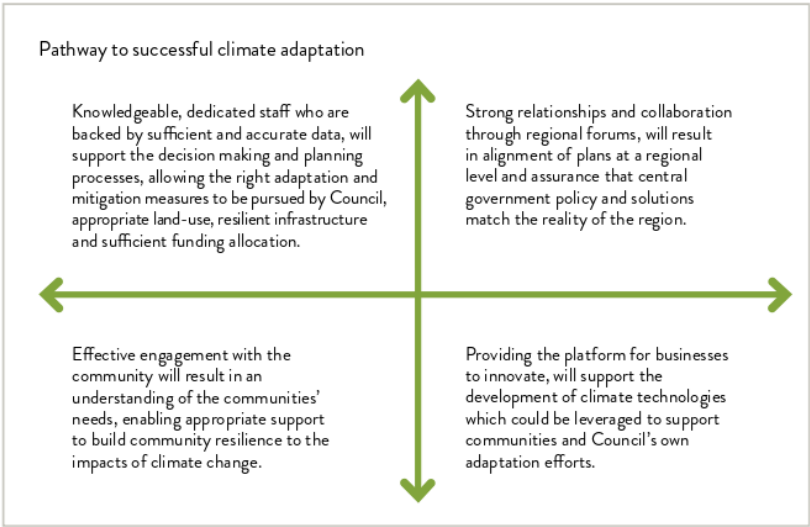 Pathway to successful climate adaptation
Knowledgeable, dedicated staff who are
backed by sufficient and accurate data, will
support the decision making and planning
processes, allowing the right adaptation and
mitigation measures to be pursued by Council,
appropriate land-use, resilient infrastructure
and sufficient funding allocation.
Strong relationships and collaboration
through regional forums, will result
in alignment of plans at a regional
level and assurance that central
government policy and solutions
match the reality of the region.
Effective engagement with the
community will result in an
understanding of the communities’
needs, enabling appropriate support
to build community resilience to the
impacts of climate change.
Providing the platform for businesses
to innovate, will support the
development of climate technologies
which could be leveraged to support
communities and Council’s own
adaptation efforts.